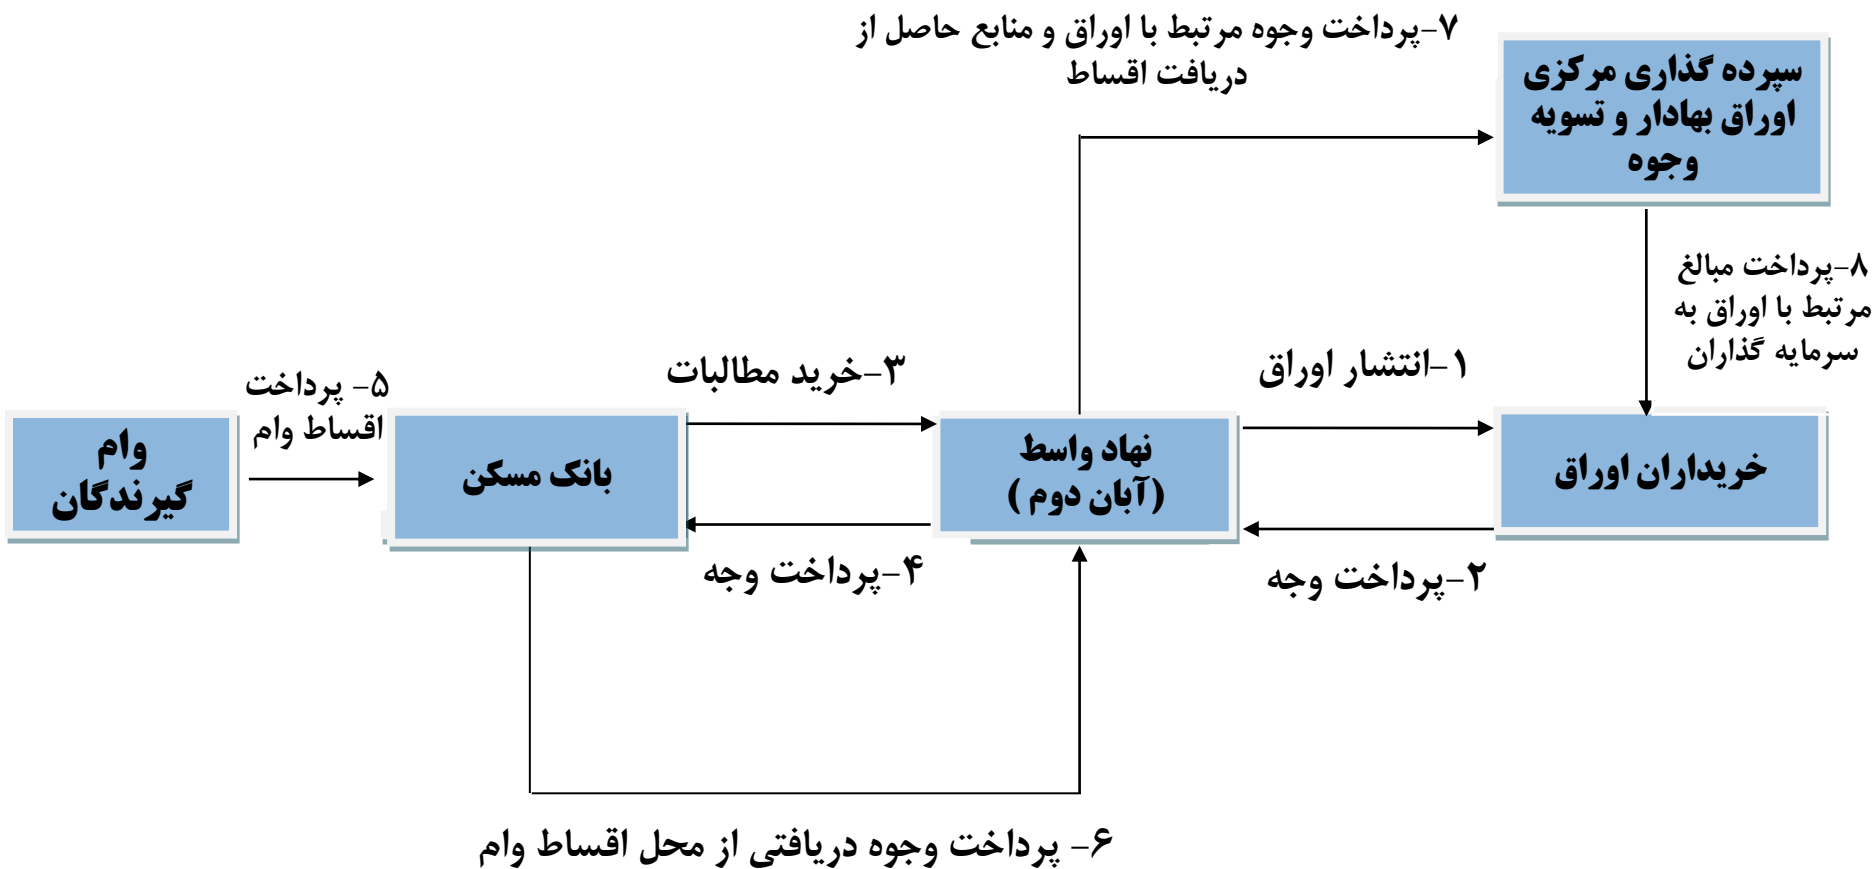 ۷-پرداخت وجوه مرتبط با اوراق و منابع حاصل از
دریافت اقساط
سپرده گذاری مرکزی
اوراق بهادار و تسویه
وجوه
۸-پرداخت مبالغ
مرتبط با اوراق به
سرمایه گذاران
۱-انتشار اوراق
۳-خرید مطالبات
۵- پرداخت
اقساط وام
خریداران اوراق
نهاد واسط
(آبان دوم )
بانک مسکن
وام
گیرندگان
۲-پرداخت وجه
۴-پرداخت وجه
۶- پرداخت وجوه دریافتی از محل اقساط وام